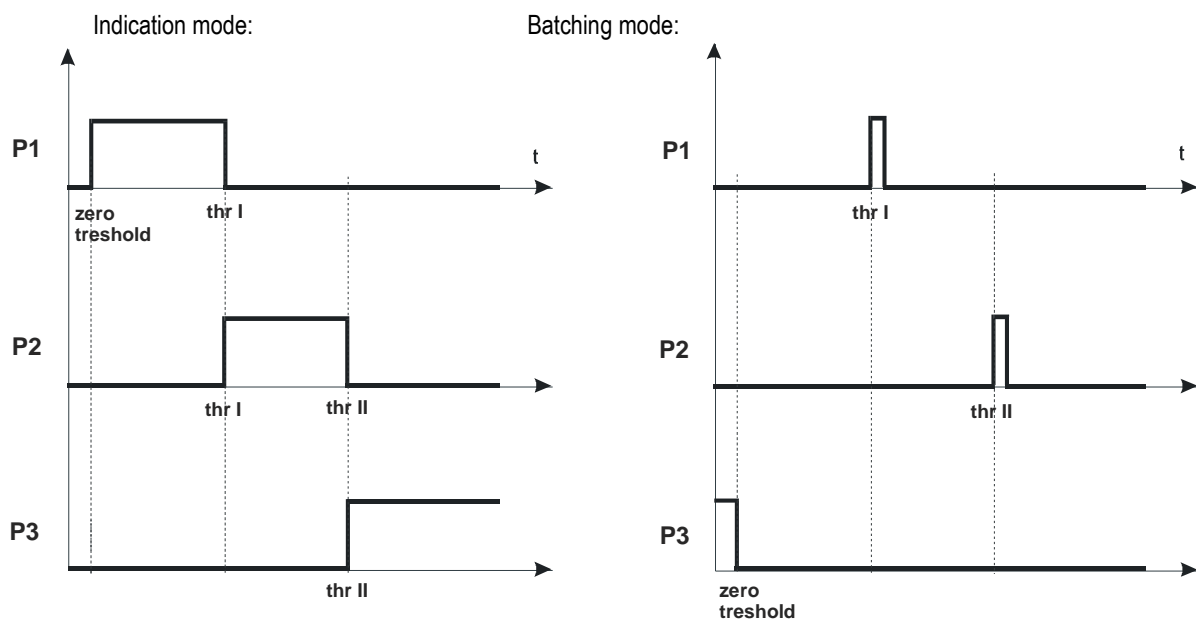 Indication mode:
Batching mode:
P1
t
zero
treshold
thr I
P2
thr I
thr II
P3
thr II
P1
t
thr I
P2
thr II
P3
zero
treshold